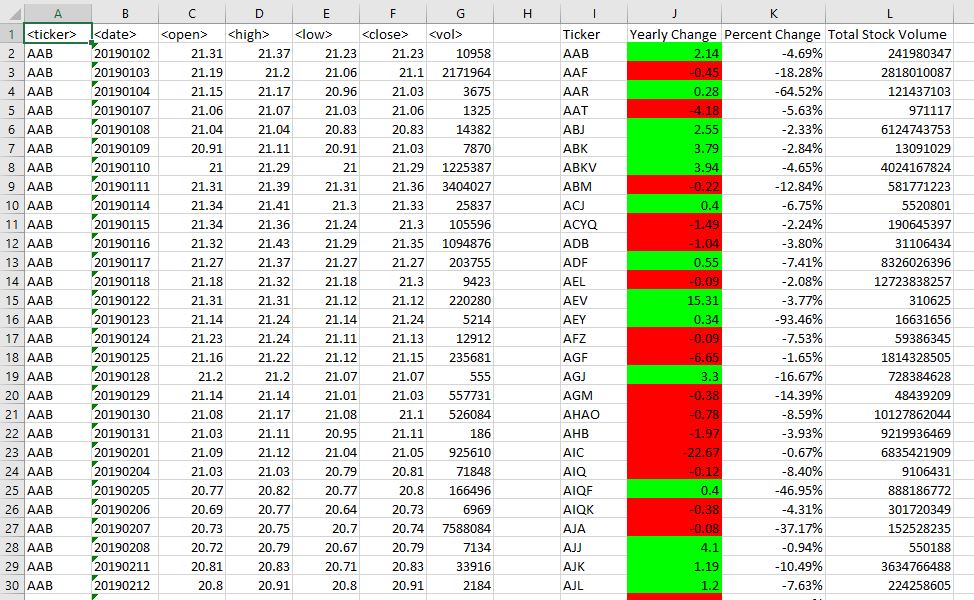 A B C D E F G H I J K L
1 <ticker> <date> <open> <high> <low> <close> <vol> Ticker Yearly Change Percent Change Total Stock Volume
2 AAB 20190102 21.31 21.37 21.23 21.23 10958 AAB 2.14 -4.69% 241980347
3 AAB 20190103 21.19 21.2 21.06 21.1 2171964 AAF -0.45 -18.28% 2818010087
4 AAB 20190104 21.15 21.17 20.96 21.03 3675 AAR 0.28 -64.52% 121437103
5 AAB 20190107 21.06 21.07 21.03 21.06 1325 AAT -4.18 -5.63% 971117
6 AAB 20190108 21.04 21.04 20.83 20.83 14382 ABJ 2.55 -2.33% 6124743753
7 AAB 20190109 20.91 21.11 20.91 21.03 7870 ABK 3.79 -2.84% 13091029
8 AAB 20190110 21 21.29 21 21.29 1225387 ABKV 3.94 -4.65% 4024167824
9 AAB 20190111 21.31 21.39 21.31 21.36 3404027 ABM -0.22 -12.84% 581771223
10 AAB 20190114 21.34 21.41 21.3 21.33 25837 ACJ 0.4 -6.75% 5520801
11 AAB 20190115 21.34 21.36 21.24 21.3 105596 ACYQ -1.49 -2.24% 190645397
12 AAB 20190116 21.32 21.43 21.29 21.35 1094876 ADB -1.04 -3.80% 31106434
13 AAB 20190117 21.27 21.37 21.27 21.27 203755 ADF 0.55 -7.41% 8326026396
14 AAB 20190118 21.18 21.32 21.18 21.3 9423 AEL -0.09 -2.08% 12723838257
15 AAB 20190122 21.31 21.31 21.12 21.12 220280 AEV 15.31 -3.77% 310625
16 AAB 20190123 21.14 21.24 21.14 21.24 5214 AEY 0.34 -93.46% 16631656
17 AAB 20190124 21.23 21.24 21.11 21.13 12912 AFZ -0.09 -7.53% 59386345
18 AAB 20190125 21.16 21.22 21.12 21.15 235681 AGF -6.65 -1.65% 1814328505
19 AAB 20190128 21.2 21.2 21.07 21.07 555 AGJ 3.3 -16.67% 728384628
20 AAB 20190129 21.14 21.14 21.01 21.03 557731 AGM -0.38 -14.39% 48439209
21 AAB 20190130 21.08 21.17 21.08 21.1 526084 AHAO -0.78 -8.59% 10127862044
22 AAB 20190131 21.03 21.11 20.95 21.11 186 AHB -1.97 -3.93% 9219936469
23 AAB 20190201 21.09 21.12 21.04 21.05 925610 AIC -22.67 -0.67% 6835421909
24 AAB 20190204 21.03 21.03 20.79 20.81 71848 AIQ -0.12 -8.40% 9106431
25 AAB 20190205 20.77 20.82 20.77 20.8 166496 AIQF 0.4 -46.95% 888186772
26 AAB 20190206 20.69 20.77 20.64 20.73 6969 AIQK -0.38 -4.31% 301720349
27 AAB 20190207 20.73 20.75 20.7 20.74 7588084 AJA -0.08 -37.17% 152528235
28 AAB 20190208 20.72 20.79 20.67 20.79 7134 AJJ 4.1 -0.94% 550188
29 AAB 20190211 20.81 20.83 20.71 20.83 33916 AJK 1.19 -10.49% 3634766488
30 AAB 20190212 20.8 20.91 20.8 20.91 2184 AJL 1.2 -7.63% 224258605